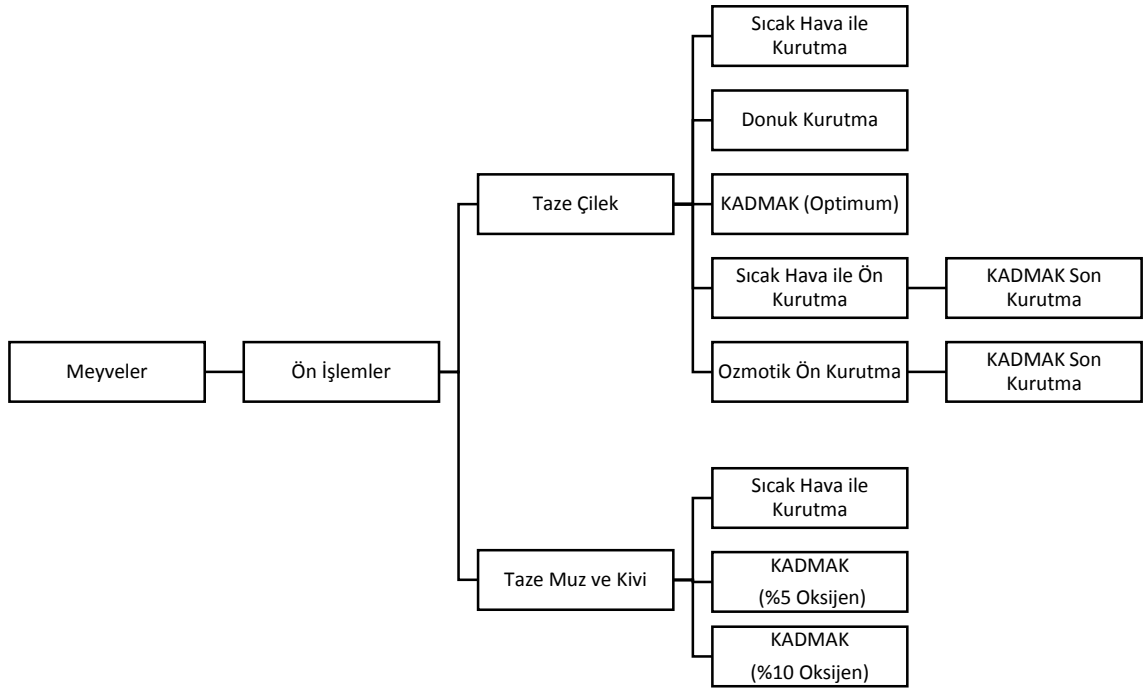 Meyveler
Ön İşlemler
Taze Çilek
Sıcak Hava ile
Kurutma
Donuk Kurutma
KADMAK (Optimum)
Sıcak Hava ile Ön
Kurutma
KADMAK Son
Kurutma
Ozmotik Ön Kurutma
KADMAK Son
Kurutma
Taze Muz ve Kivi
Sıcak Hava ile
Kurutma
KADMAK
(%5 Oksijen)
KADMAK
(%10 Oksijen)